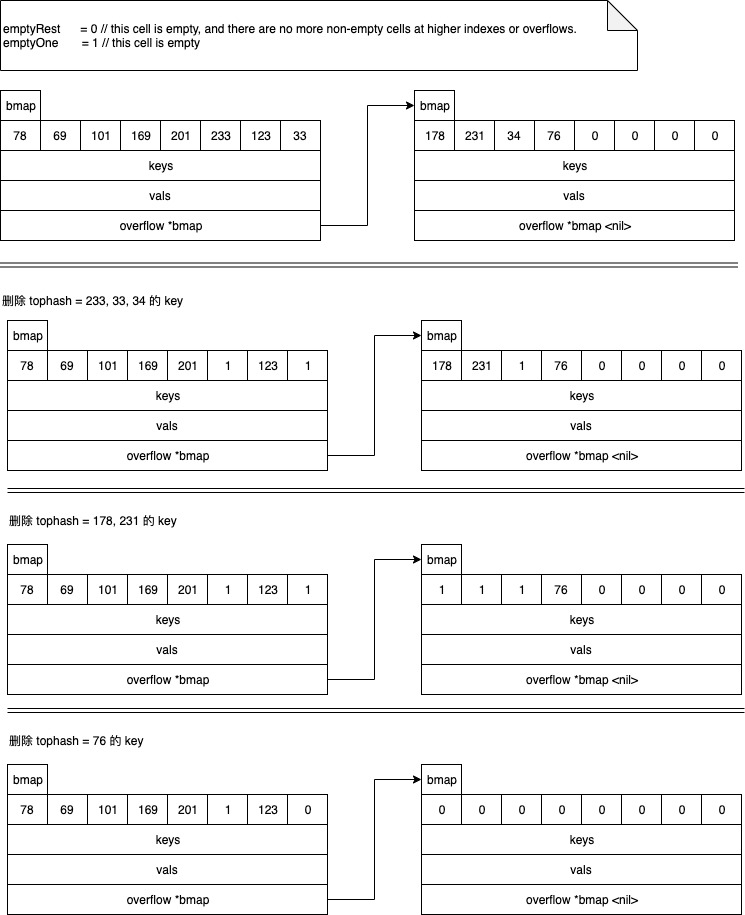 emptyRest = 0 // this cell is empty, and there are no more non-empty cells at higher indexes or overflows.
emptyOne = 1 // this cell is empty
bmap bmap
78 69 101 169 201 233 123 33 178 231 34 76 0 0 0 0
keys keys
vals vals
overflow *bmap overflow *bmap <nil>
删除 tophash = 233, 33, 34 的 key
bmap bmap
78 69 101 169 201 1 123 1 178 231 1 76 0 0 0 0
keys keys
vals vals
overflow *bmap overflow *bmap <nil>
删除 tophash = 178, 231 的 key
bmap bmap
78 69 101 169 201 1 123 1 1 1 1 76 0 0 0 0
keys keys
vals vals
overflow *bmap overflow *bmap <nil>
删除 tophash = 76 的 key
bmap bmap
78 69 101 169 201 1 123 0 0 0 0 0 0 0 0 0
keys keys
vals vals
overflow *bmap overflow *bmap <nil>